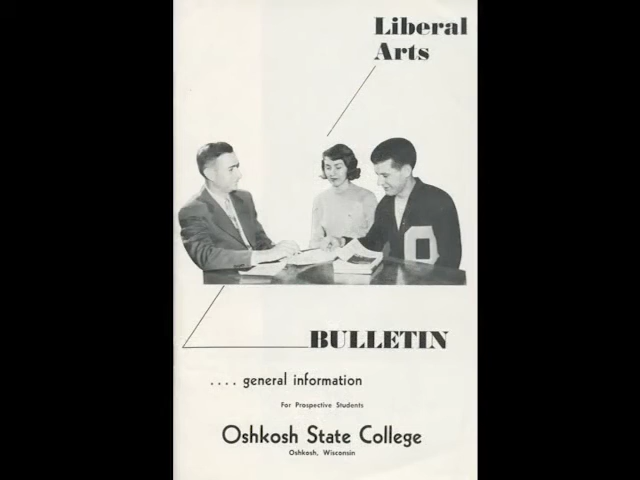 Liberal
Arts
O
BULLETIN
.... general information
For Prospective Students
Oshkosh State College
Oshkosh, Wisconsin